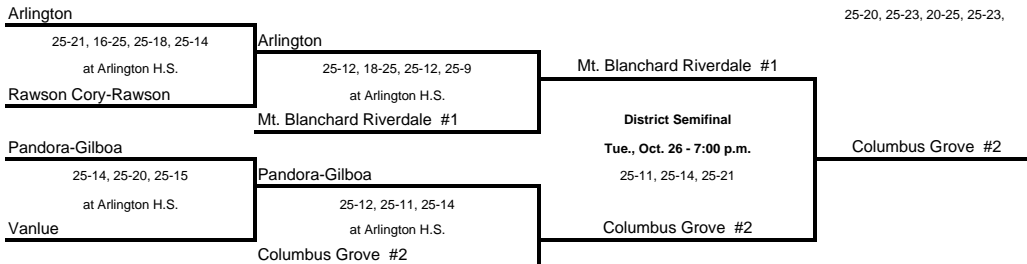 Arlington
25-20, 25-23, 20-25, 25-23,
25-21, 16-25, 25-18, 25-14
Arlington
at Arlington H.S.
25-12, 18-25, 25-12, 25-9
Mt. Blanchard Riverdale #1
Rawson Cory-Rawson
at Arlington H.S.
Mt. Blanchard Riverdale #1
District Semifinal
Pandora-Gilboa
Tue., Oct. 26 - 7:00 p.m.
Columbus Grove #2
25-14, 25-20, 25-15
Pandora-Gilboa
25-11, 25-14, 25-21
at Arlington H.S.
25-12, 25-11, 25-14
Vanlue
at Arlington H.S.
Columbus Grove #2
Columbus Grove #2